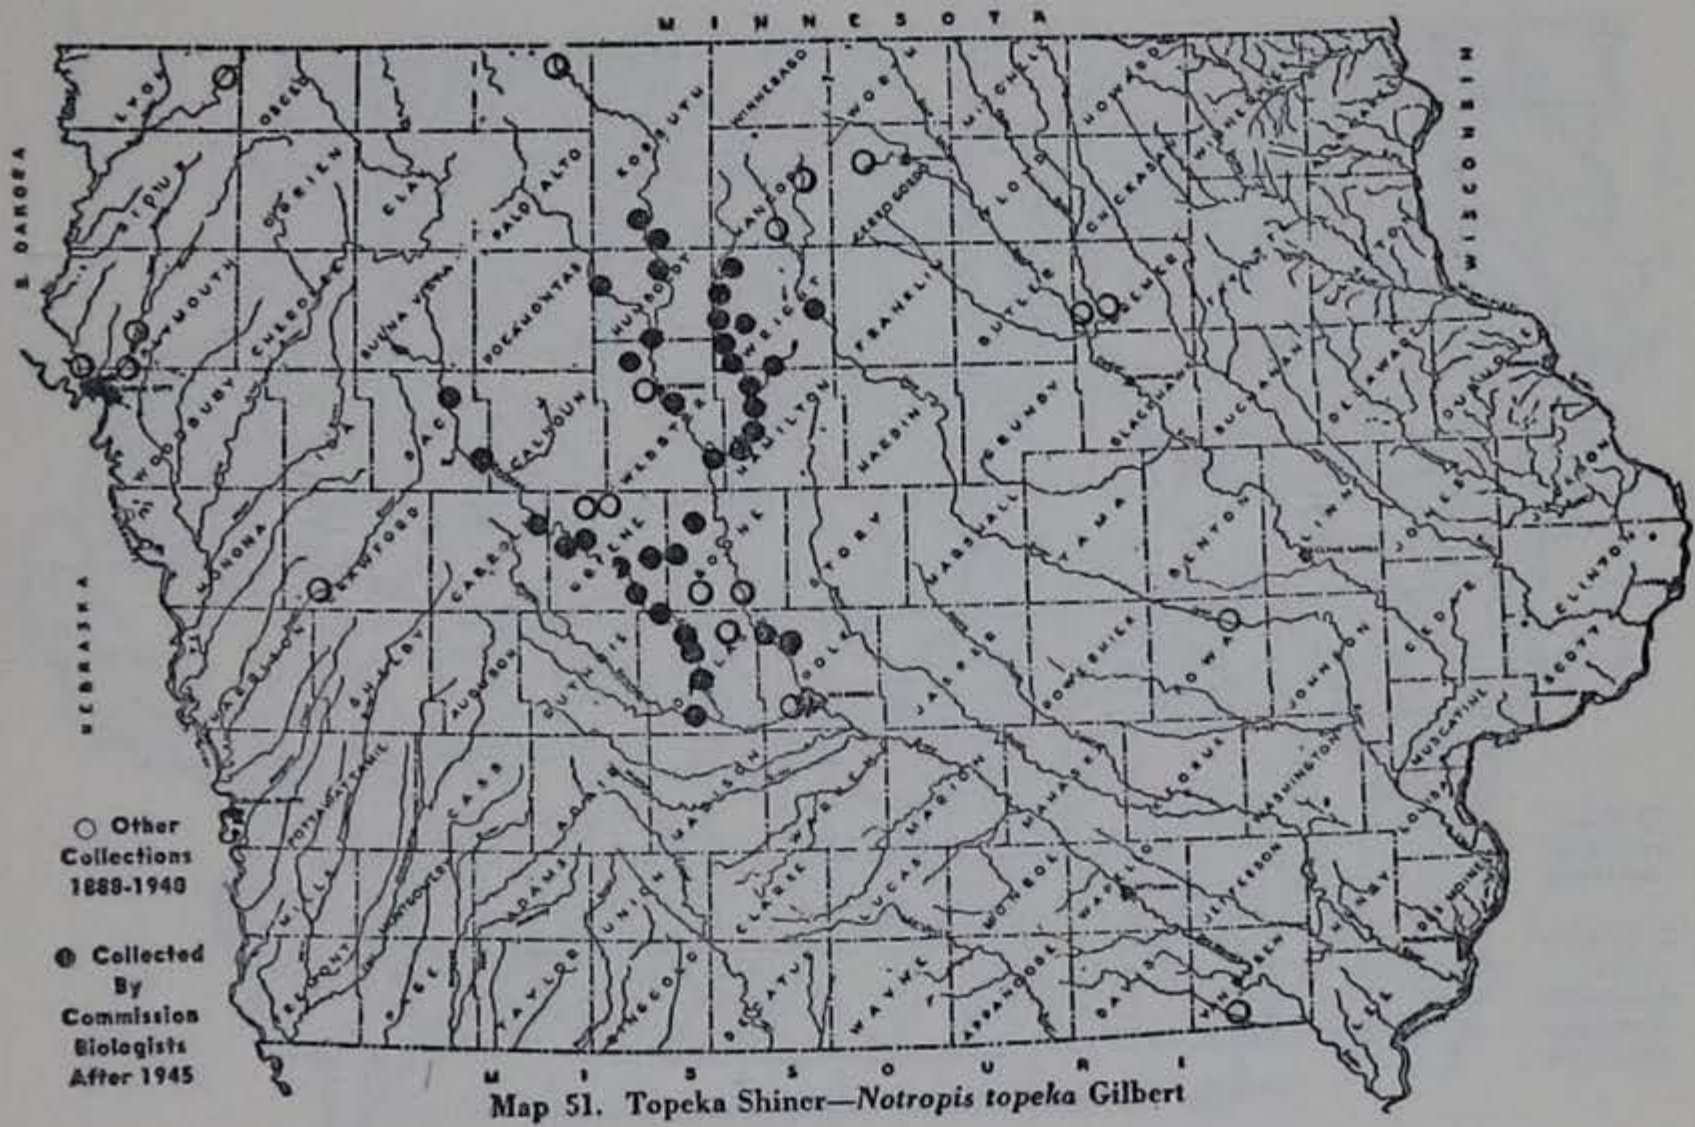 MINNESOTA
WISCONSIN
S. DAKOTA
NEBRASKA
MISSOURI
LYON
OSCEOLA
KOSSUTH
WINNEBAGO
WORTH
MITCHELL
HOWARD
WINNESHIEK
SIOUX
O'BRIEN
CLAY
PALO ALTO
HANCOCK
CERRO GORDO
FLOYD
CHICKASAW
PLYMOUTH
CHEROKEE
BUENA VISTA
POCAHONTAS
HUMBOLDT
WRIGHT
FRANKLIN
BUTLER
BREMER
FAYETTE
CLAYTON
WOODBURY
IDA
SAC
CALHOUN
WEBSTER
HAMILTON
HARDIN
GRUNDY
BLACKHAWK
BUCHANAN
DELAWARE
DUBUQUE
JACKSON
MONONA
CRAWFORD
CARROLL
GREENE
BOONE
STORY
MARSHALL
TAMA
BENTON
LINN
JONES
CLINTON
HARRISON
SHELBY
AUDUBON
GUTHRIE
DALLAS
POLK
JASPER
POWESHIEK
IOWA
JOHNSON
CEDAR
SCOTT
MUSCATINE
POTTAWATTAMIE
CASS
ADAIR
MADISON
WARREN
MARION
MAHASKA
KEOKUK
WASHINGTON
LOUISA
MILLS
MONTGOMERY
ADAMS
UNION
CLARKE
LUCAS
MONROE
WAPELLO
JEFFERSON
HENRY
DES MOINES
FREMONT
PAGE
TAYLOR
RINGGOLD
DECATUR
WAYNE
APPANOOSE
DAVIS
VAN BUREN
LEE
Other
Collections
1888-1940
Collected
By
Commission
Biologists
After 1945
Map 51. Topeka Shiner—Notropis topeka Gilbert